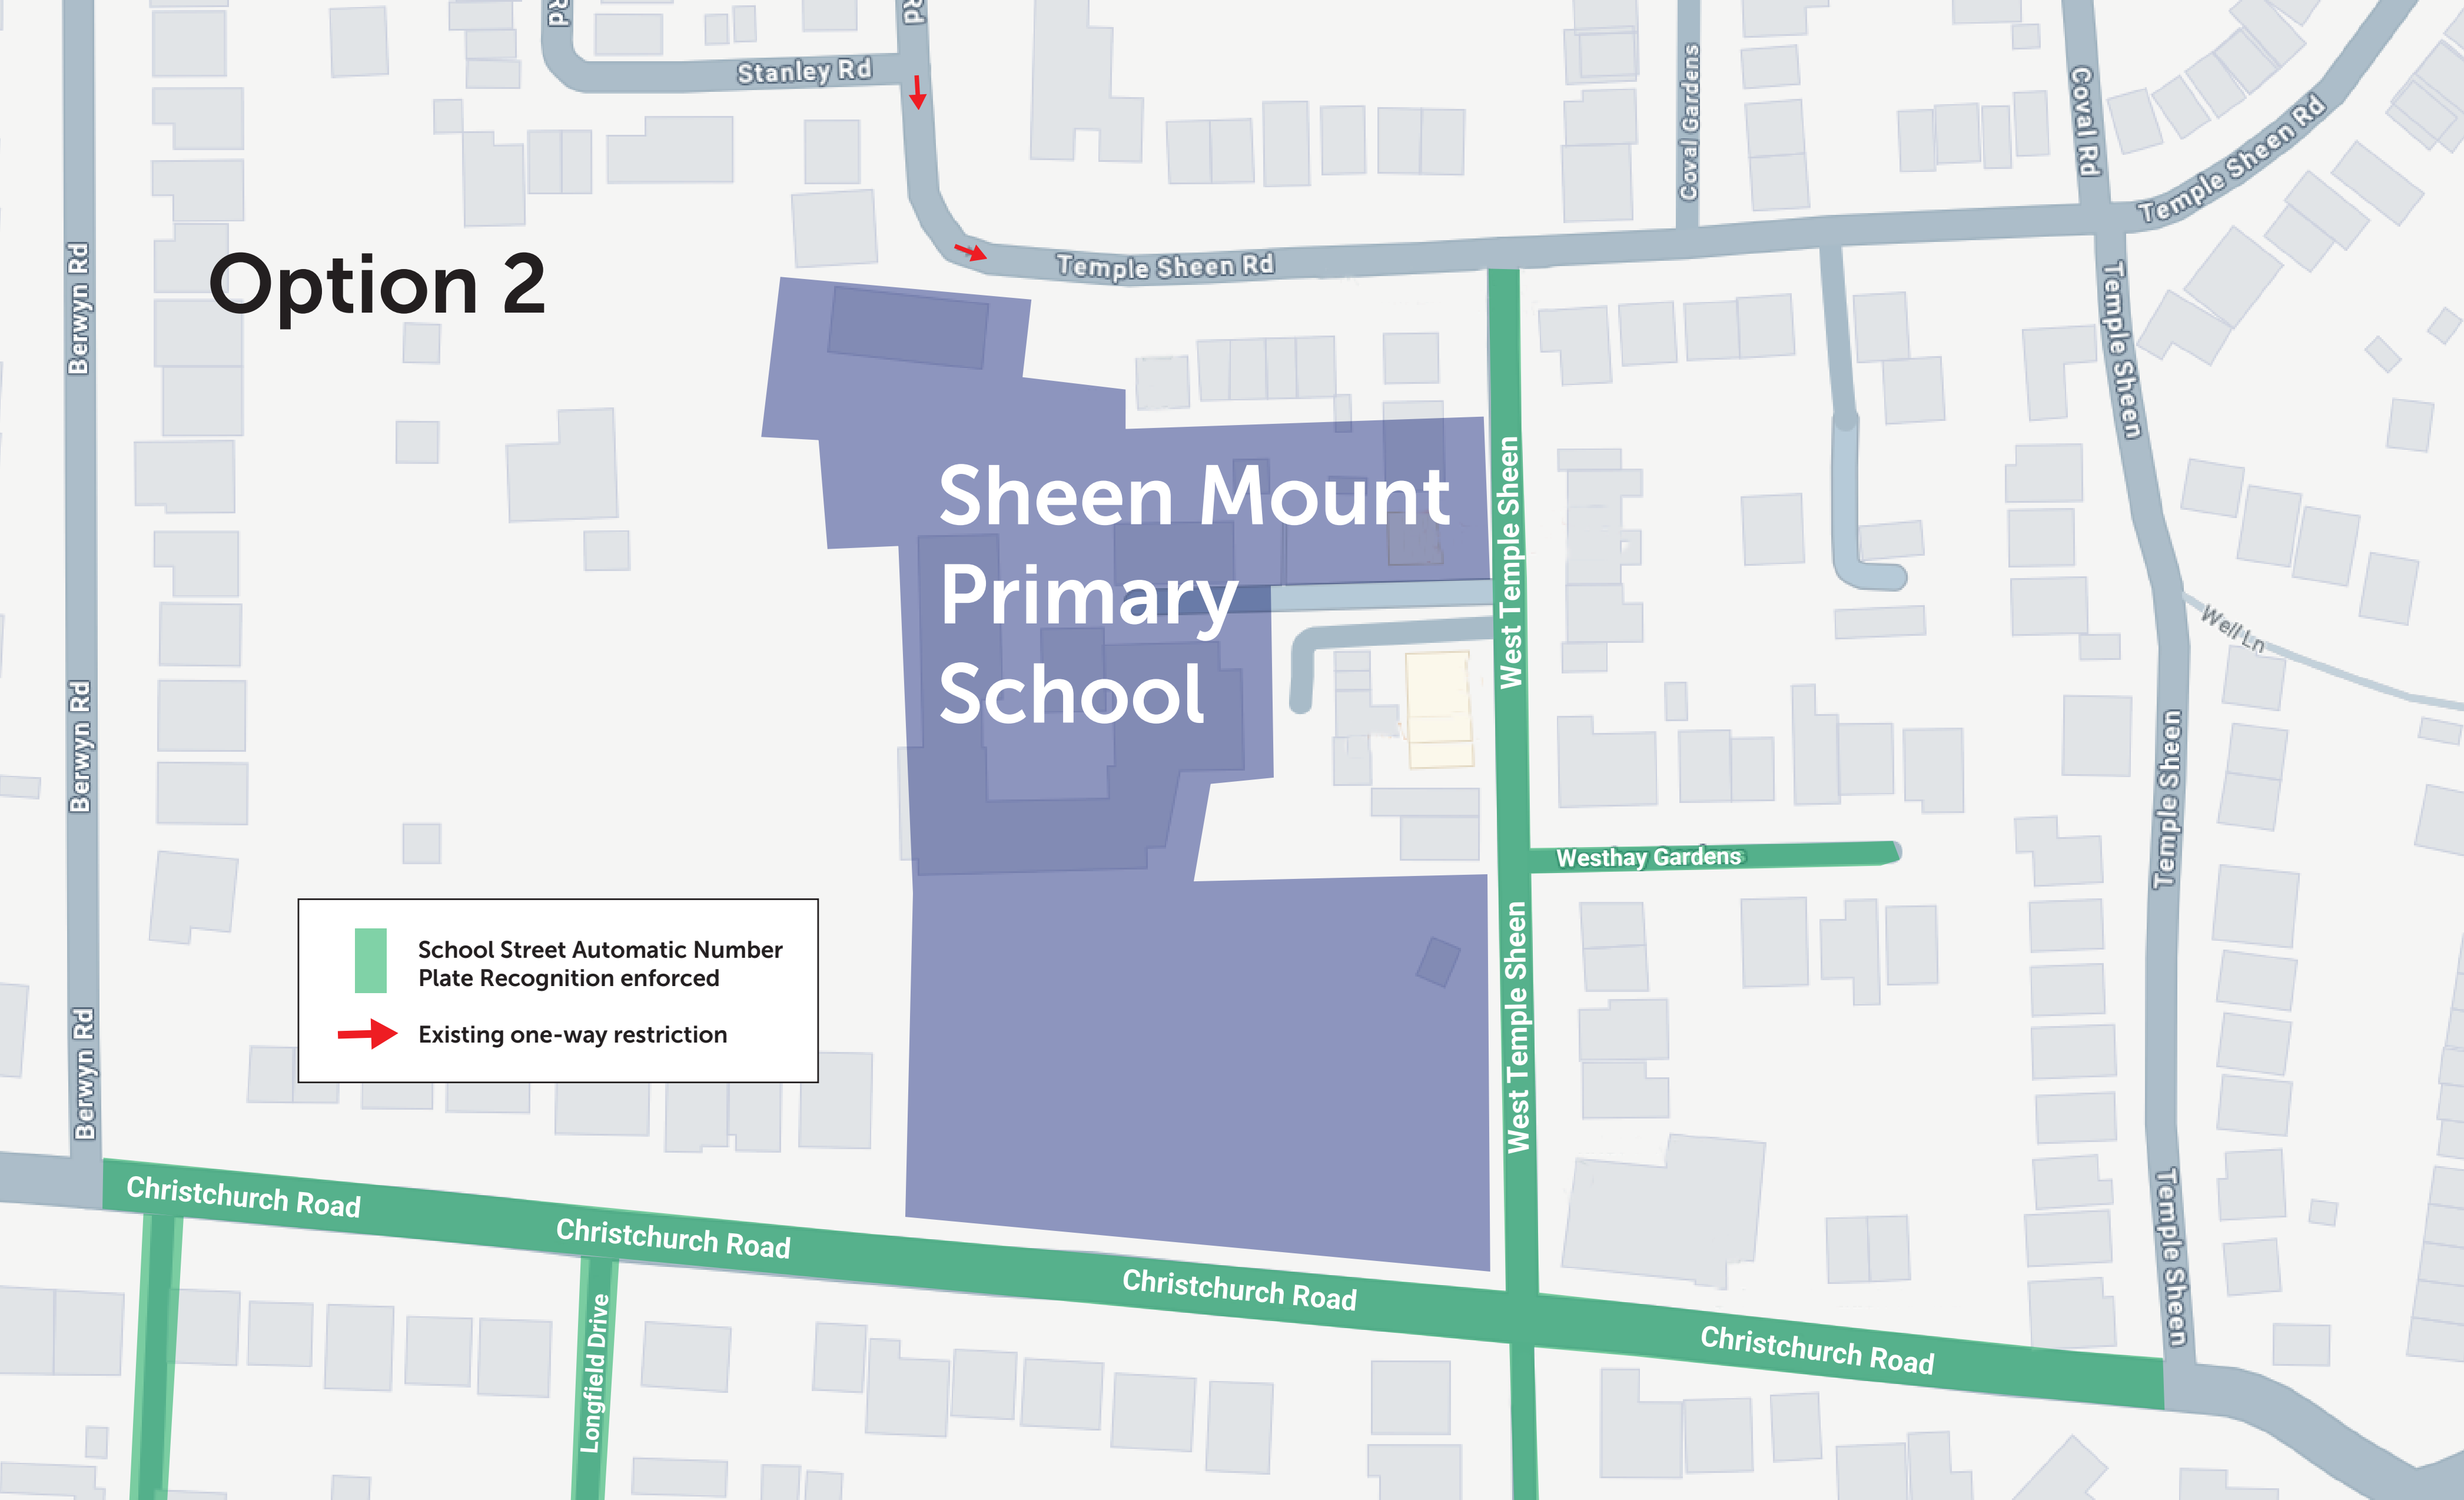 Rd
Rd
Stanley Rd
Coval Gardens
Coval Rd
Temple Sheen Rd
Temple Sheen Rd
Berwyn Rd
Option 2
Temple Sheen
Sheen Mount
Primary
School
West Temple Sheen
Well Ln
Berwyn Rd
Temple Sheen
Westhay Gardens
West Temple Sheen
School Street Automatic Number
Plate Recognition enforced
Existing one-way restriction
Berwyn Rd
Christchurch Road
Christchurch Road
Christchurch Road
Christchurch Road
Temple Sheen
Longfield Drive